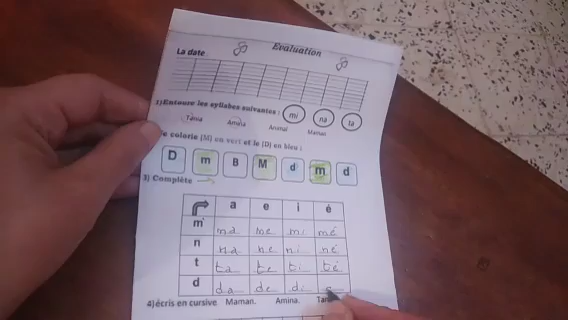 Evaluation
La date
1)Entoure les syllabes suivantes : mi na ta
Tania Amina Animal Maman
Je colorie (M) en vert et le (D) en bleu :
D m B M d m d
3) Complète
a e i é
m ma me mi mé
n na ne ni né
t ta te ti té
d da de di
4)écris en cursive Maman. Amina.